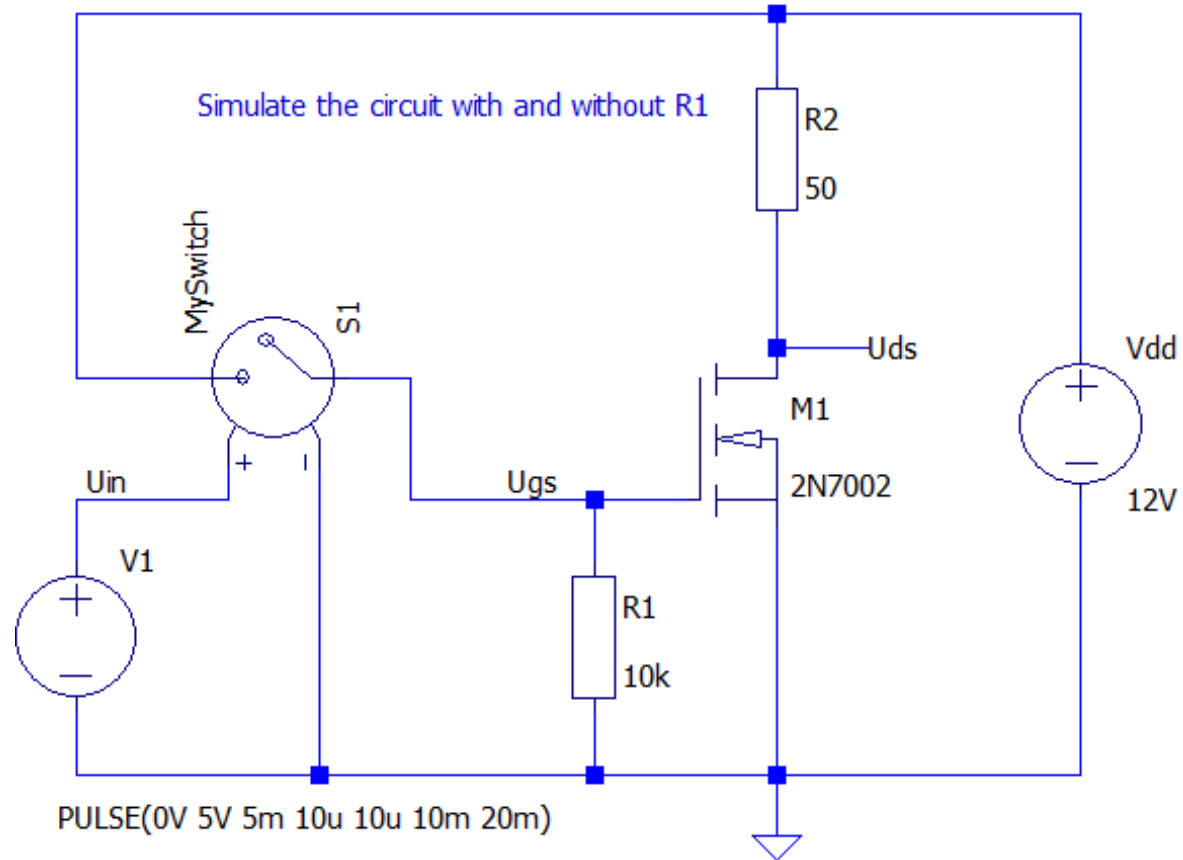 Simulate the circuit with and without R1
R2
50
MySwitch
S1
Uds
Vdd
M1
2N7002
12V
Uin
Ugs
V1
R1
10k
PULSE(0V 5V 5m 10u 10u 10m 20m)